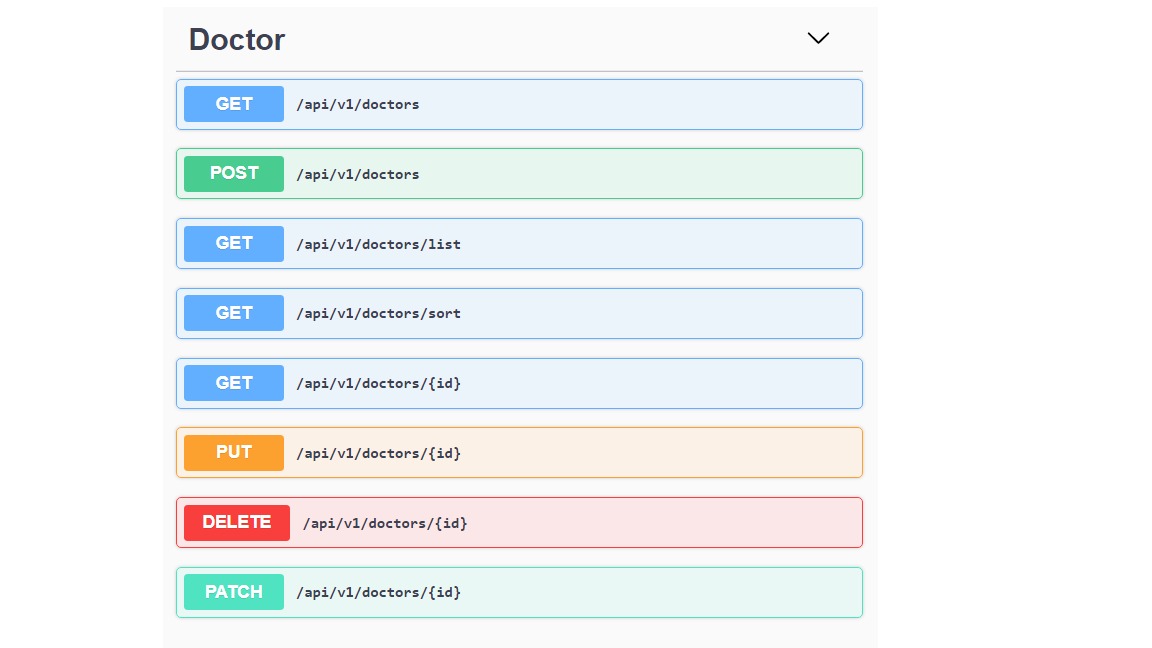 Doctor
GET /api/v1/doctors
POST /api/v1/doctors
GET /api/v1/doctors/list
GET /api/v1/doctors/sort
GET /api/v1/doctors/{id}
PUT /api/v1/doctors/{id}
DELETE /api/v1/doctors/{id}
PATCH /api/v1/doctors/{id}